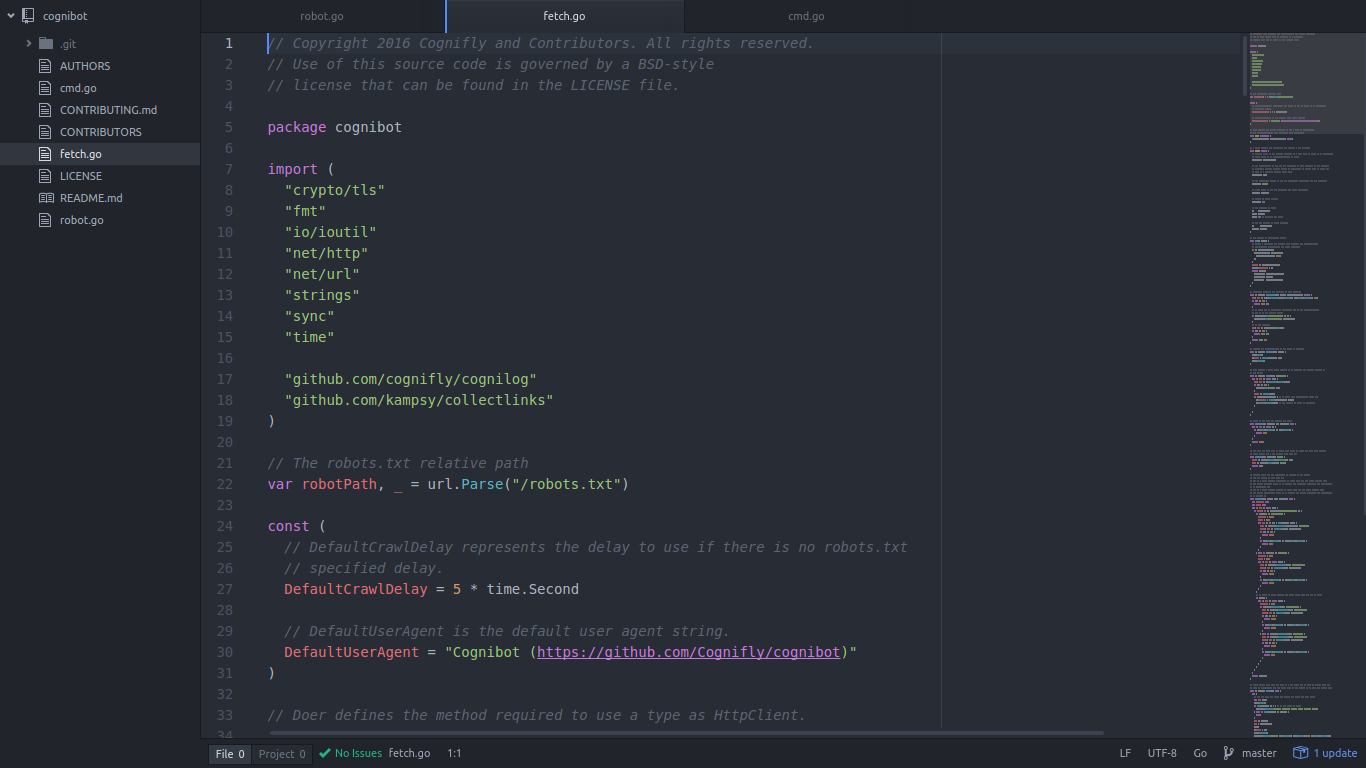 cognibot
.git
AUTHORS
cmd.go
CONTRIBUTING.md
CONTRIBUTORS
fetch.go
LICENSE
README.md
robot.go
robot.go fetch.go cmd.go
1 // Copyright 2016 Cognifly and Contributors. All rights reserved.
2 // Use of this source code is governed by a BSD-style
3 // license that can be found in the LICENSE file.
4
5 package cognibot
6
7 import (
8 "crypto/tls"
9 "fmt"
10 "io/ioutil"
11 "net/http"
12 "net/url"
13 "strings"
14 "sync"
15 "time"
16
17 "github.com/cognifly/cognilog"
18 "github.com/kampsy/collectlinks"
19 )
20
21 // The robots.txt relative path
22 var robotPath, _ = url.Parse("/robots.txt")
23
24 const (
25 // DefaultCrawlDelay represents the delay to use if there is no robots.txt
26 // specified delay.
27 DefaultCrawlDelay = 5 * time.Second
28
29 // DefaultUserAgent is the default user agent string.
30 DefaultUserAgent = "Cognibot (https://github.com/Cognifly/cognibot)"
31 )
32
33 // Doer defines the method required to use a type as HttpClient.
34
File 0 Project 0 No Issues fetch.go 1:1 LF UTF-8 Go master 1 update